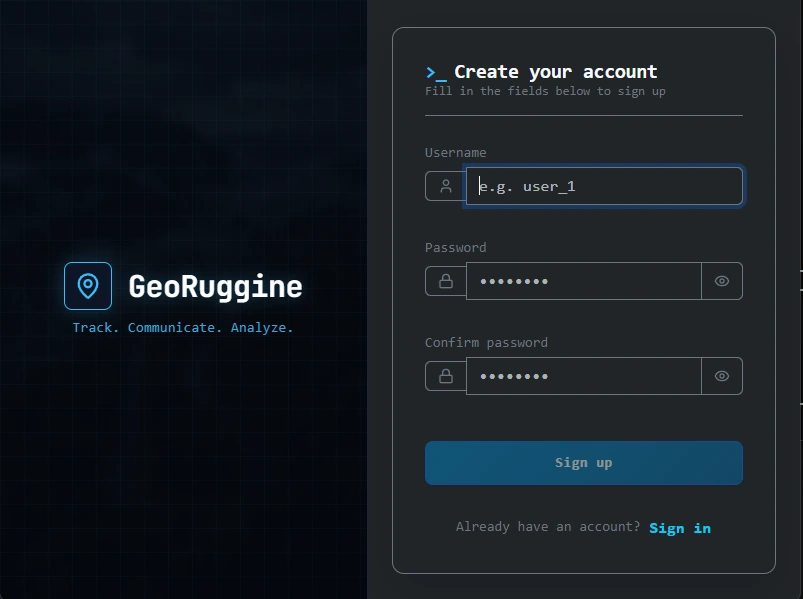 GeoRuggine
Track. Communicate. Analyze.
>_ Create your account
Fill in the fields below to sign up
Username
e.g. user_1
Password
••••••••
Confirm password
••••••••
Sign up
Already have an account? Sign in